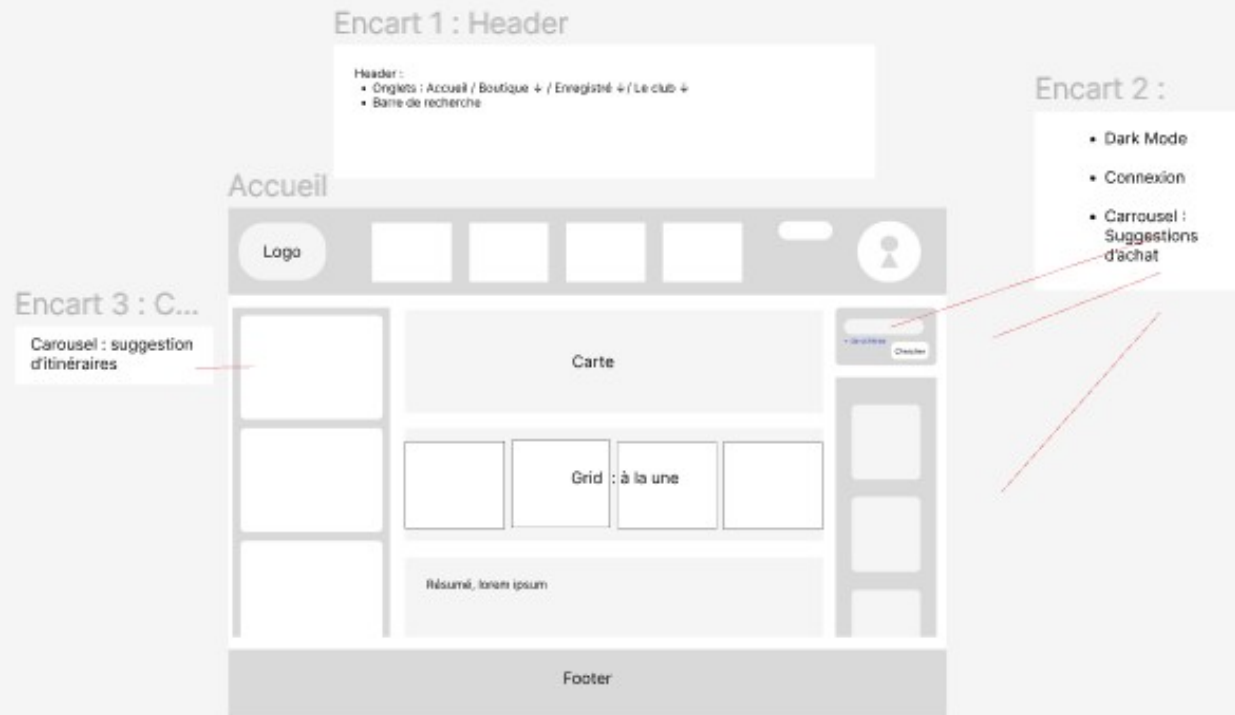 Encart 1 : Header
Header :
• Onglets : Accueil / Boutique ↓ / Enregistré ↓/ Le club ↓
• Barre de recherche
Encart 2 :
• Dark Mode
• Connexion
• Carrousel :
Suggestions
d'achat
Accueil
Logo
Encart 3 : C...
Carousel : suggestion
d'itinéraires
Carte
Chercher
Grid : à la une
Résumé, lorem ipsum
Footer